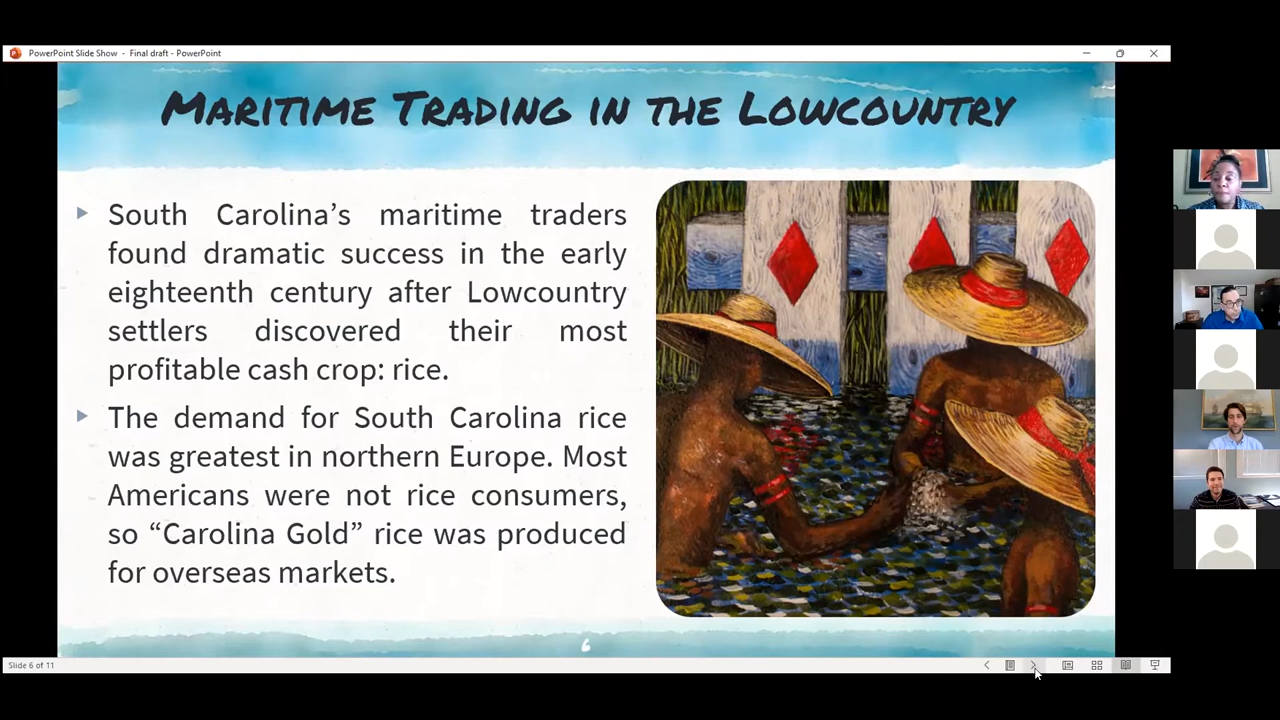 PowerPoint Slide Show - Final draft - PowerPoint
MARITIME TRADING IN THE LOWCOUNTRY
South Carolina’s maritime traders
found dramatic success in the early
eighteenth century after Lowcountry
settlers discovered their most
profitable cash crop: rice.
The demand for South Carolina rice
was greatest in northern Europe. Most
Americans were not rice consumers,
so “Carolina Gold” rice was produced
for overseas markets.
6
Slide 6 of 11